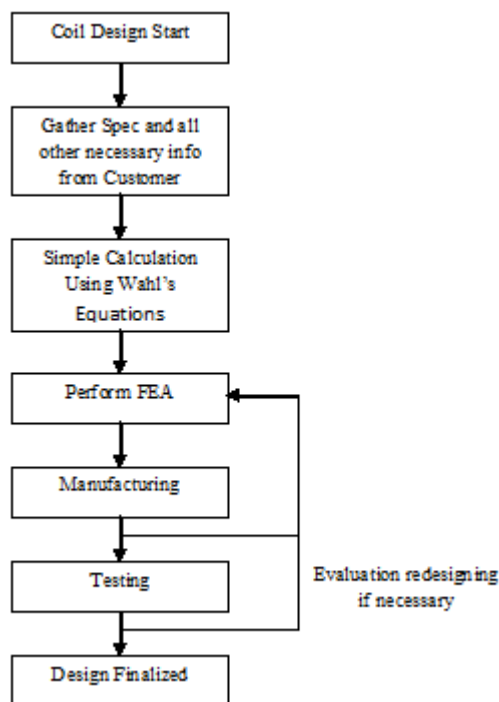 Coil Design Start
Gather Spec and all
other necessary info
from Customer
Simple Calculation
Using Wahl's
Equations
Perform FEA
Manufacturing
Testing
Evaluation redesigning
if necessary
Design Finalized